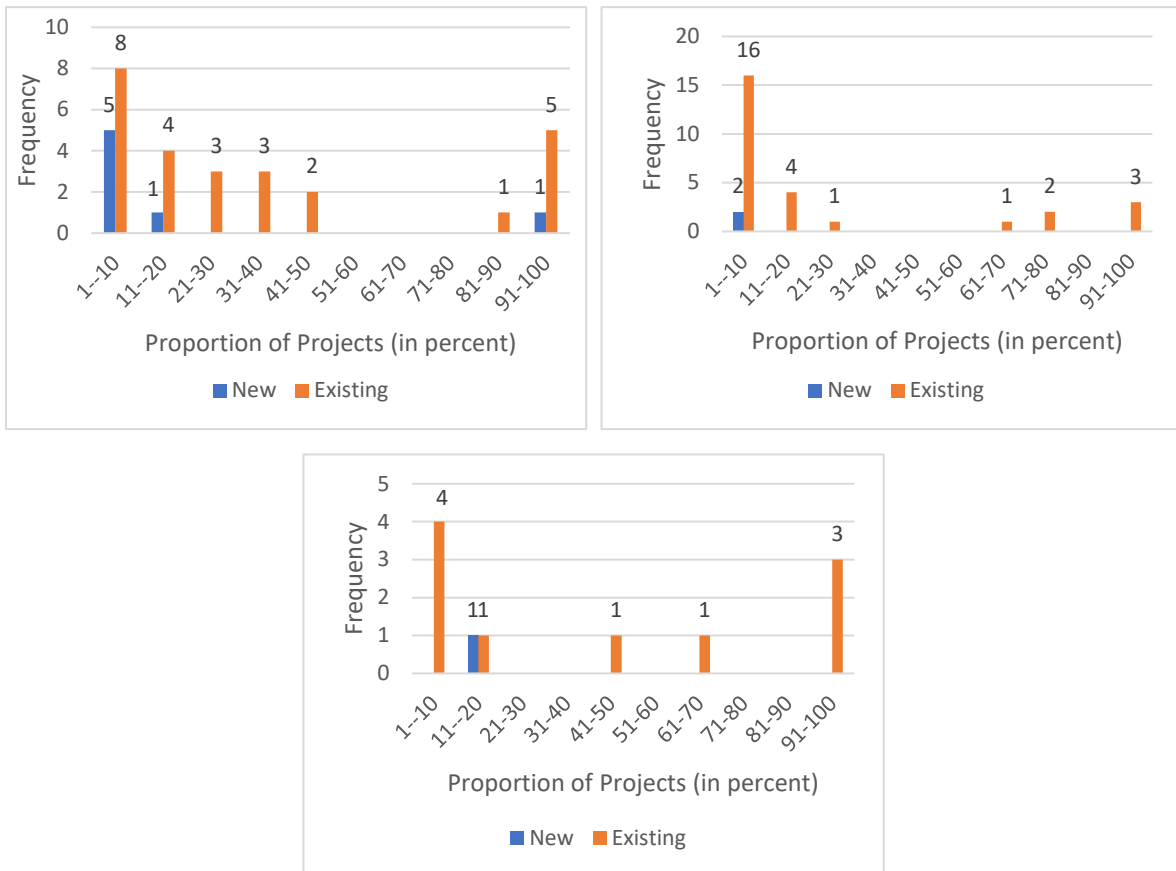 10
8
6
4
2
0
Frequency
5 8
1 4
3
3
2
1
1 5
1--10 11--20 21-30 31-40 41-50 51-60 61-70 71-80 81-90 91-100
Proportion of Projects (in percent)
New Existing
20
15
10
5
0
Frequency
2 16
4
1
1
2
3
1--10 11--20 21-30 31-40 41-50 51-60 61-70 71-80 81-90 91-100
Proportion of Projects (in percent)
New Existing
5
4
3
2
1
0
Frequency
4
11
1
1
3
1--10 11--20 21-30 31-40 41-50 51-60 61-70 71-80 81-90 91-100
Proportion of Projects (in percent)
New Existing